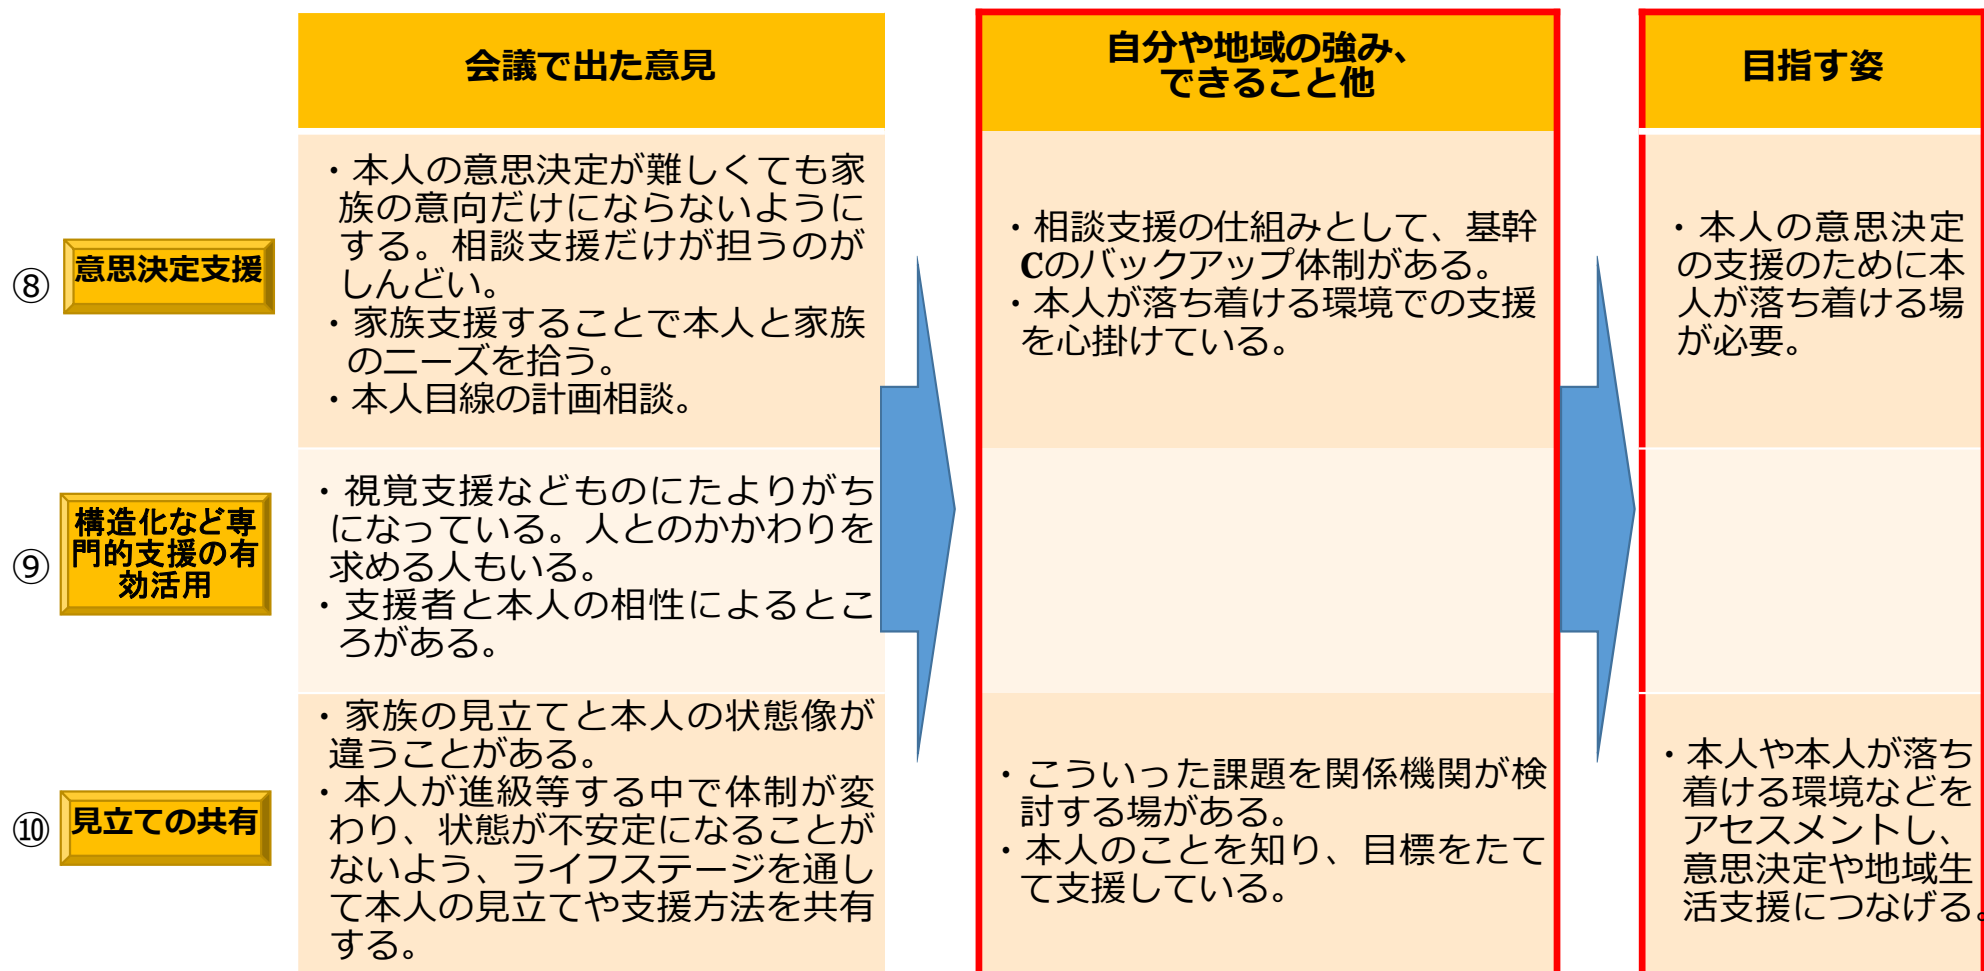 会議で出た意見
自分や地域の強み、
できること他
目指す姿
⑧
意思決定支援
・本人の意思決定が難しくても家
族の意向だけにならないように
する。相談支援だけが担うのが
しんどい。
・家族支援することで本人と家族
のニーズを拾う。
・本人目線の計画相談。
・相談支援の仕組みとして、基幹
Cのバックアップ体制がある。
・本人が落ち着ける環境での支援
を心掛けている。
・本人の意思決定
の支援のために本
人が落ち着ける場
が必要。
⑨
構造化など専
門的支援の有
効活用
・視覚支援などものにたよりがち
になっている。人とのかかわりを
求める人もいる。
・支援者と本人の相性によるとこ
ろがある。
⑩
見立ての共有
・家族の見立てと本人の状態像が
違うことがある。
・本人が進級等する中で体制が変
わり、状態が不安定になることが
ないよう、ライフステージを通し
て本人の見立てや支援方法を共有
する。
・こういった課題を関係機関が検
討する場がある。
・本人のことを知り、目標をたて
て支援している。
・本人や本人が落ち
着ける環境などを
アセスメントし、
意思決定や地域生
活支援につなげる。